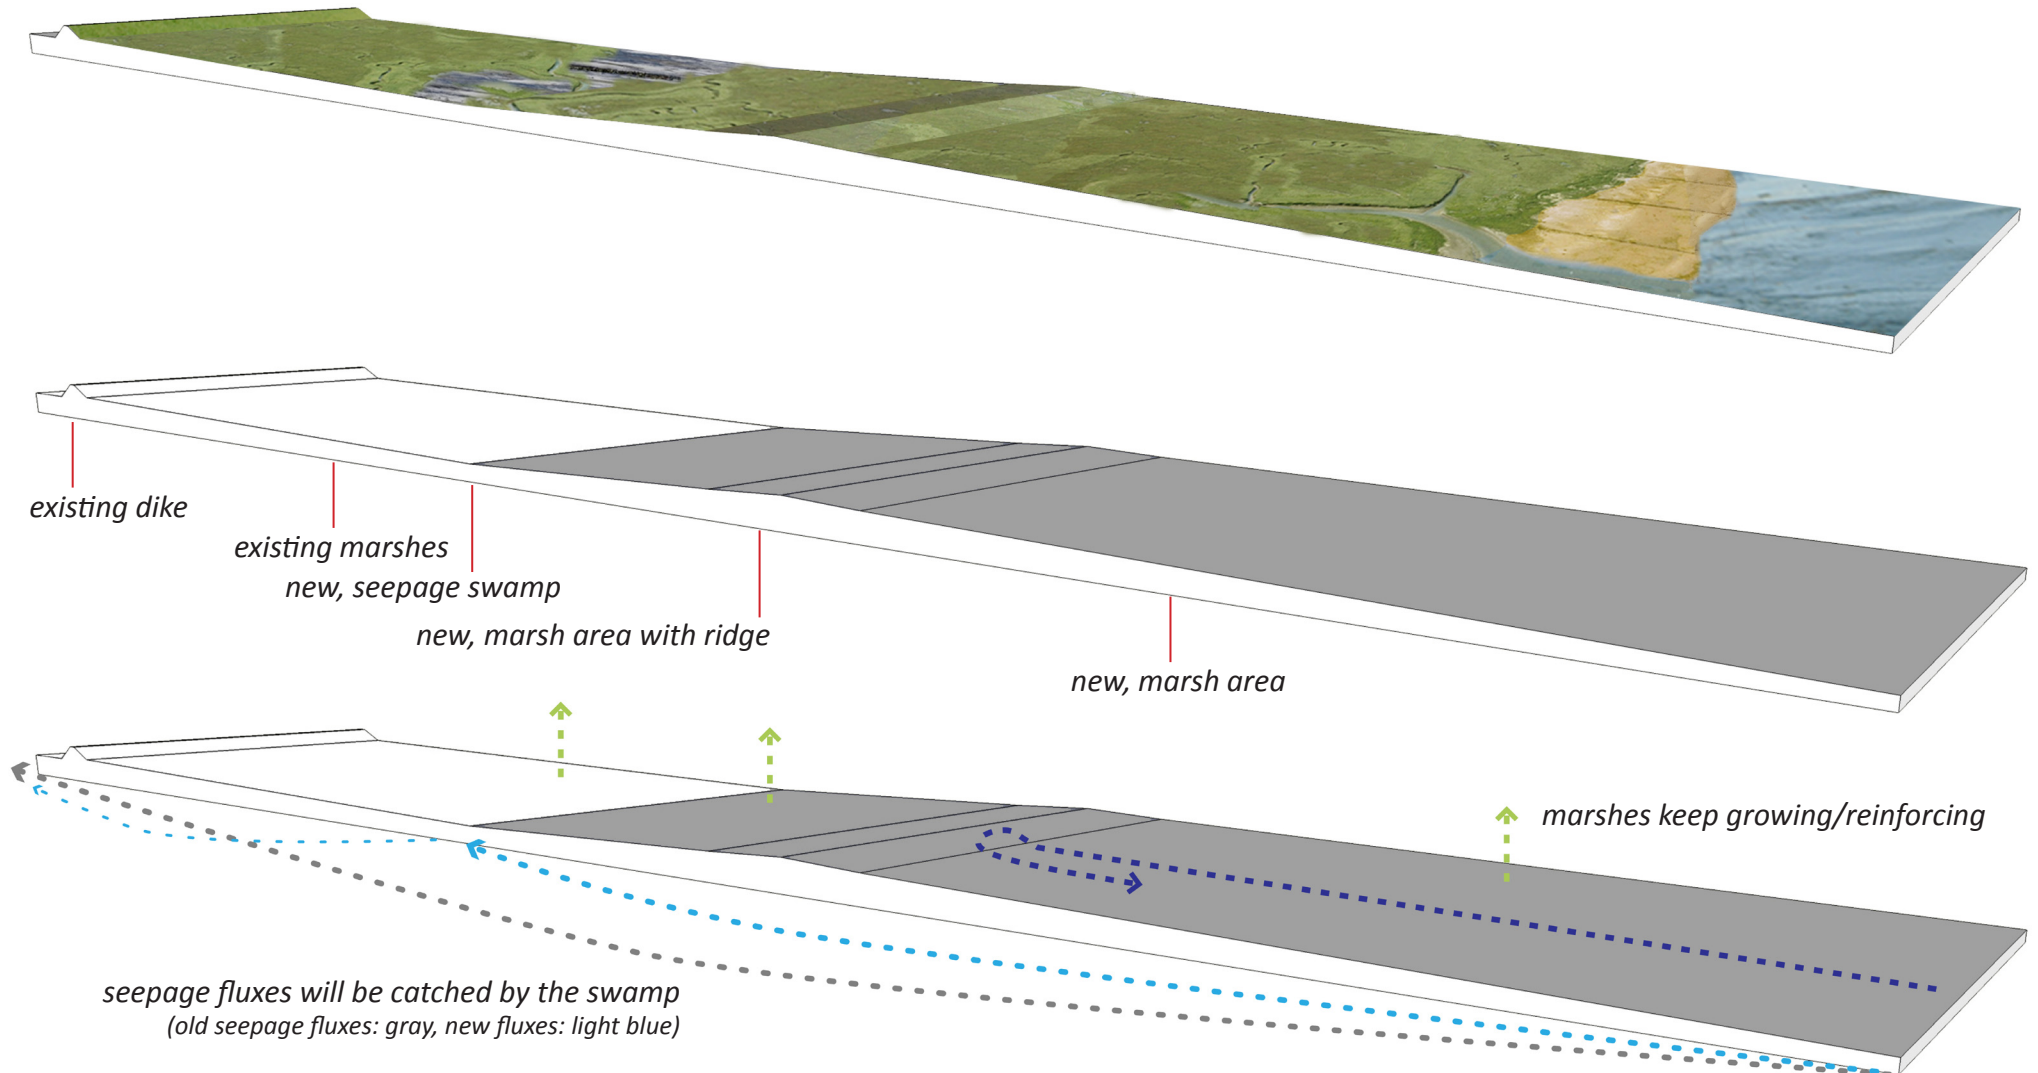 existing dike
existing marshes
new, seepage swamp
new, marsh area with ridge
new, marsh area
marshes keep growing/reinforcing
seepage fluxes will be catched by the swamp
(old seepage fluxes: gray, new fluxes: light blue)